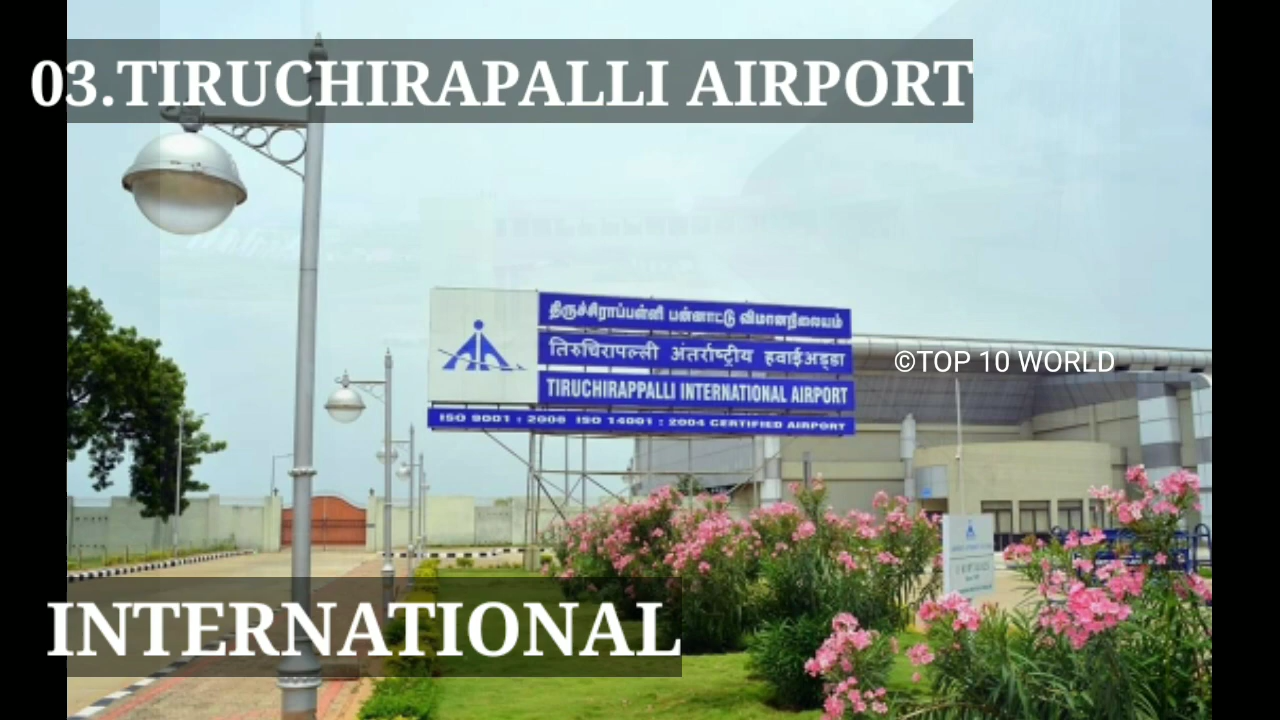 03.TIRUCHIRAPALLI AIRPORT
திருச்சிராப்பள்ளி பன்னாட்டு விமானநிலையம்
तिरुचिरापल्ली अंतर्राष्ट्रीय हवाईअड्डा
TIRUCHIRAPPALLI INTERNATIONAL AIRPORT
ISO 9001 : 2008 ISO 14001 : 2004 CERTIFIED AIRPORT
©TOP 10 WORLD
INTERNATIONAL